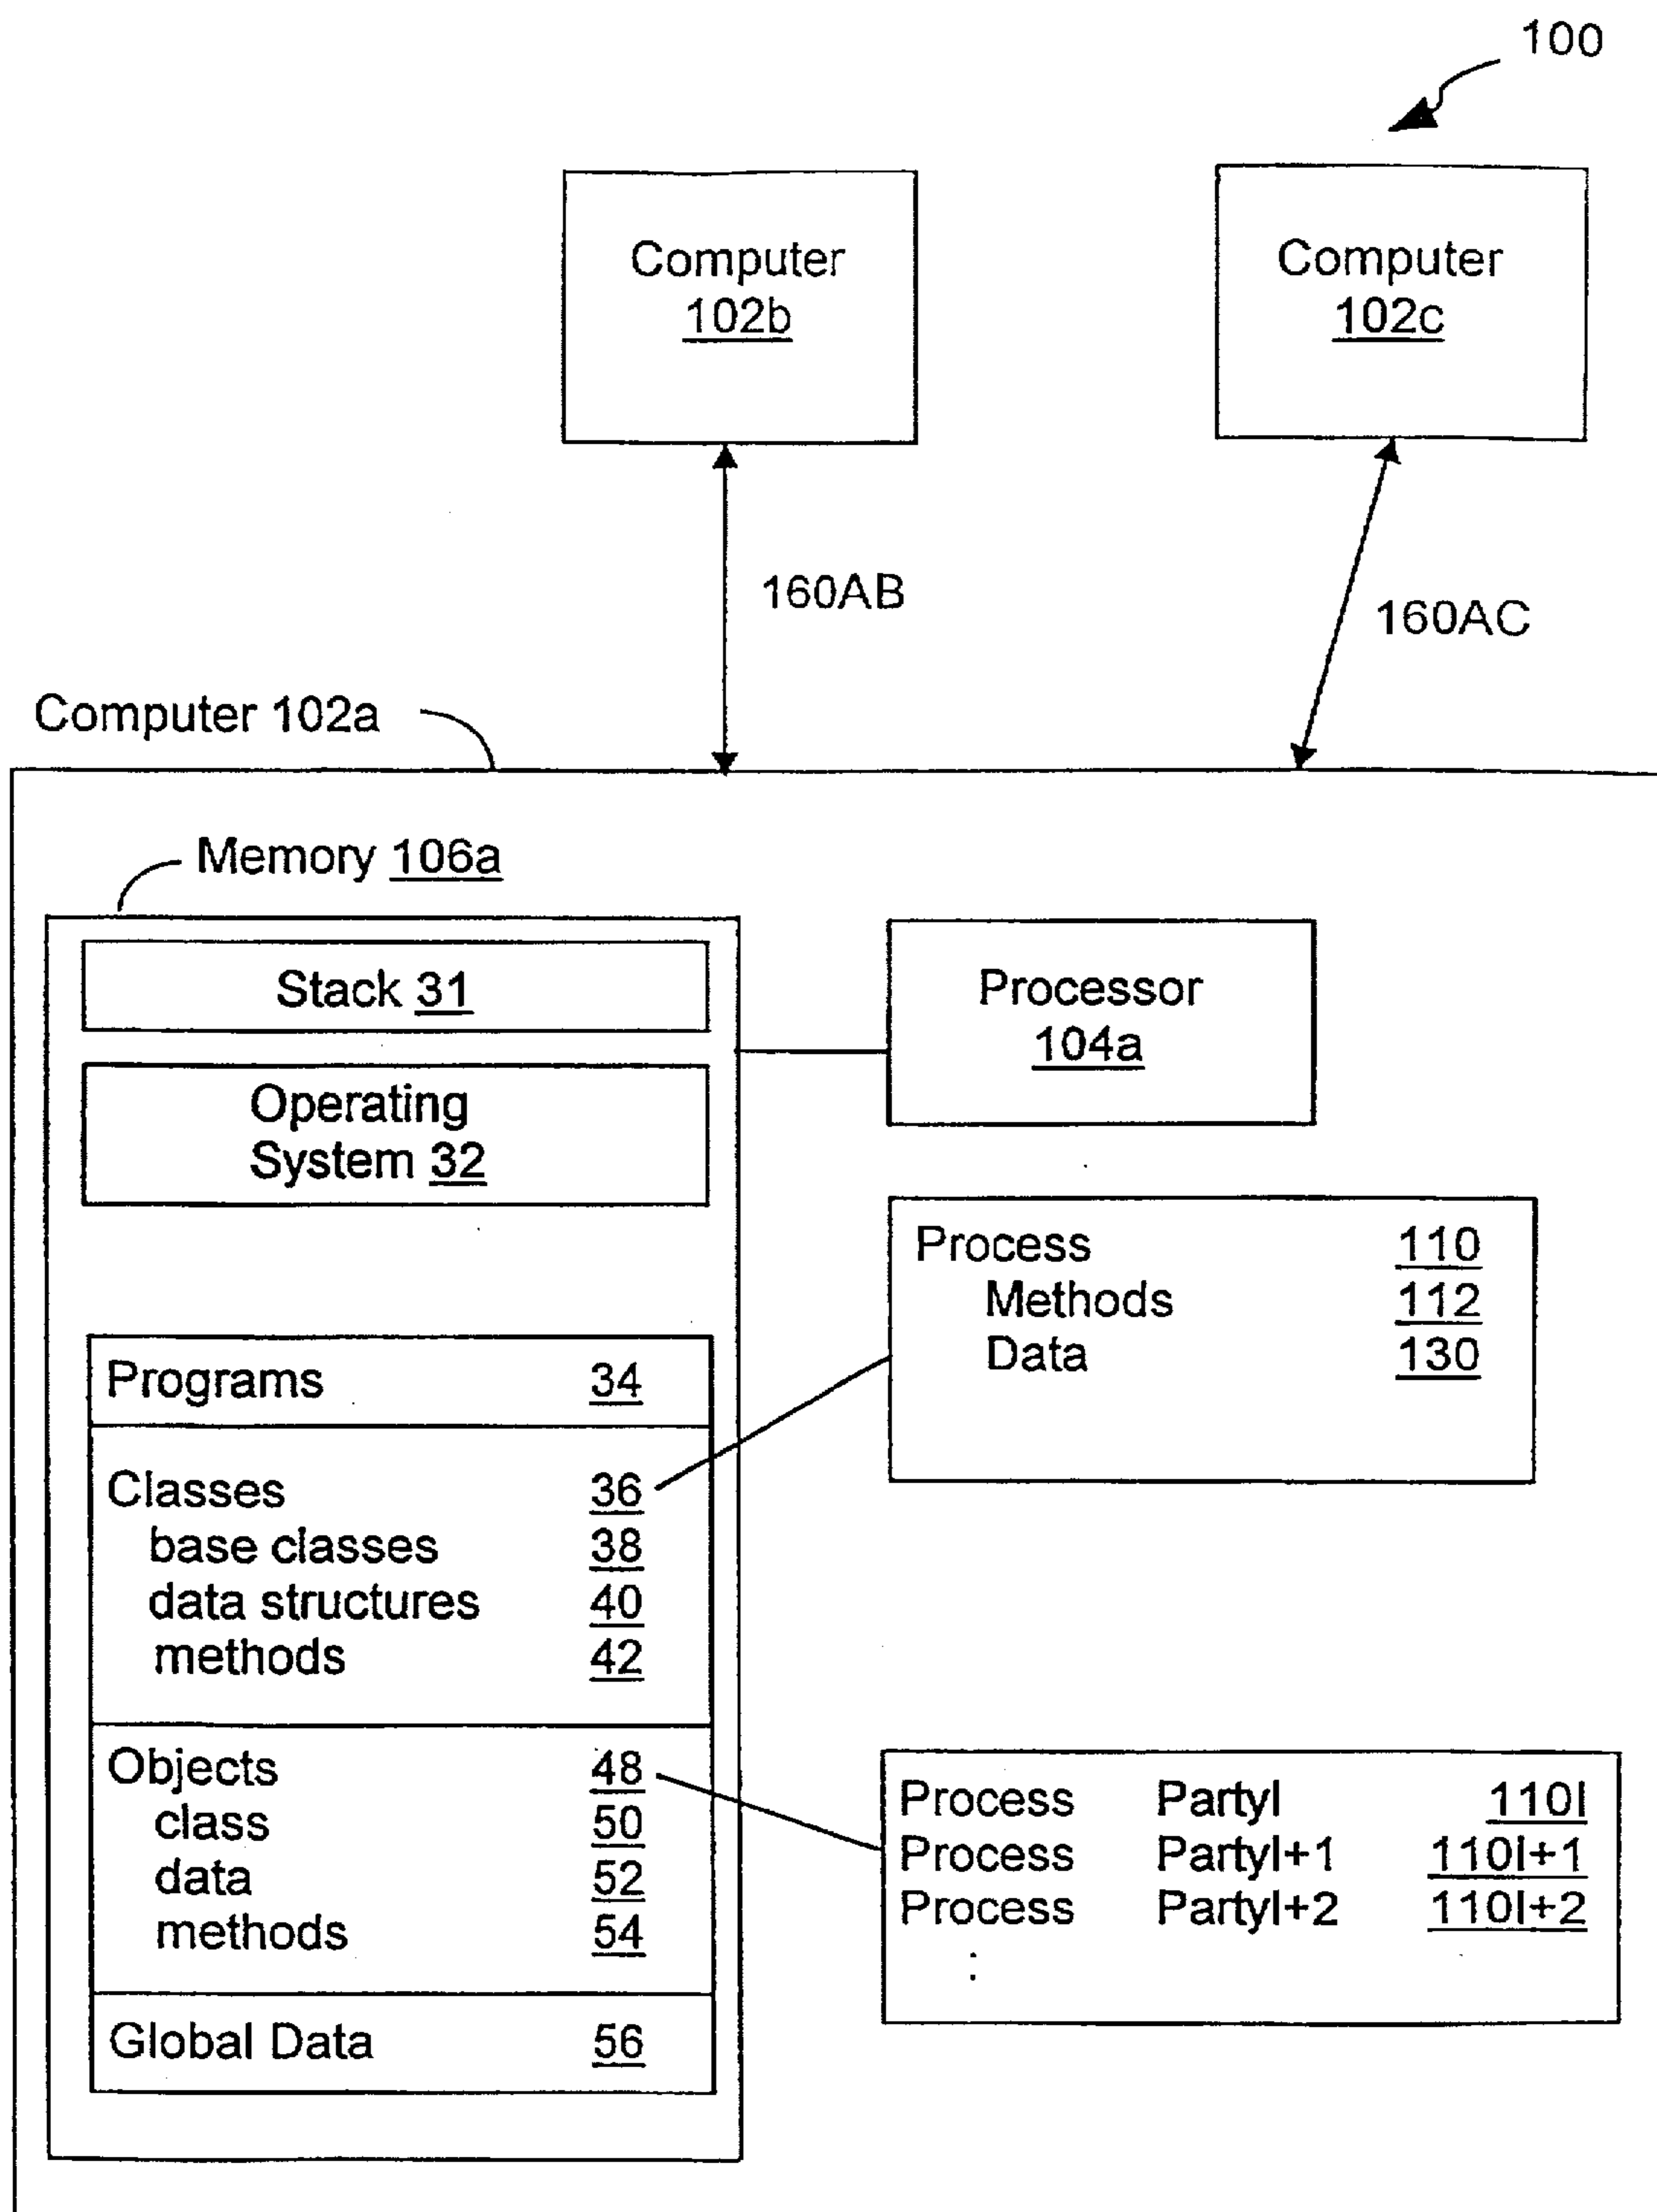 100
Computer
102b
Computer
102c
160AB
160AC
Computer 102a
Memory 106a
Stack 31
Processor
104a
Operating
System 32
Process 110
Methods 112
Data 130
Programs 34
Classes 36
base classes 38
data structures 40
methods 42
Objects 48
class 50
data 52
methods 54
Process PartyI 110I
Process PartyI+1 110I+1
Process PartyI+2 110I+2
:
Global Data 56